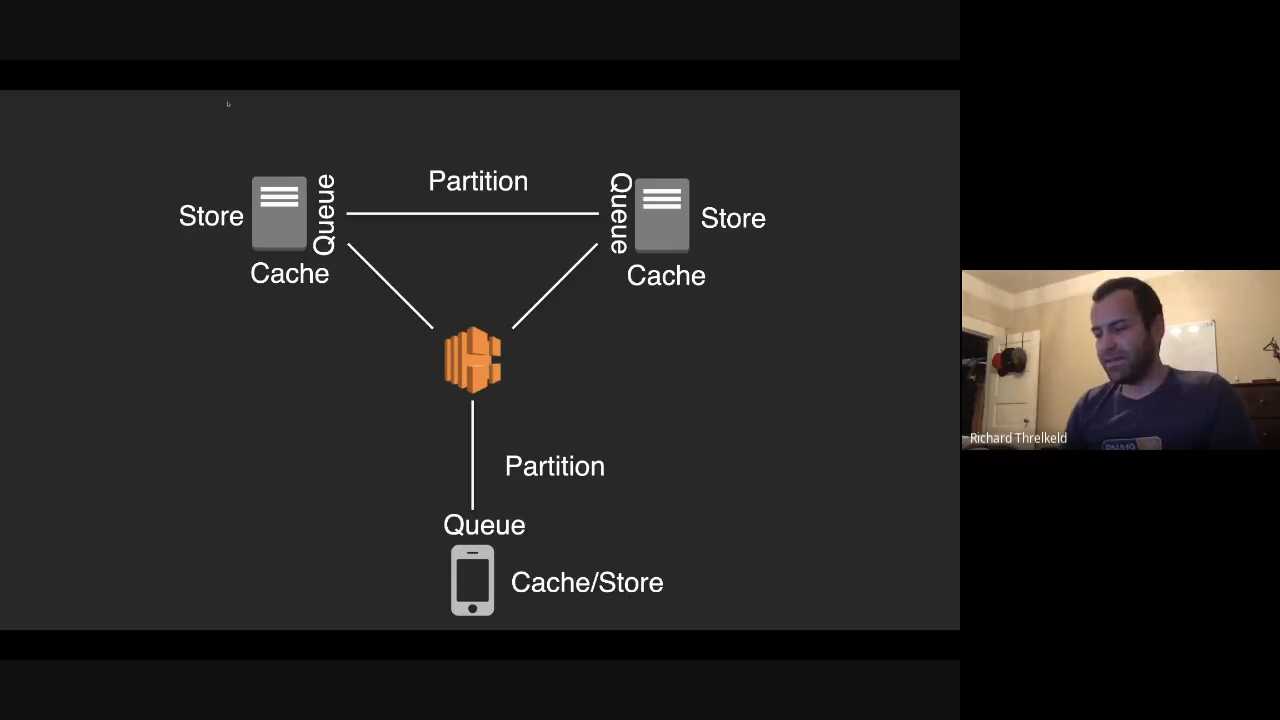 Partition
Queue
Queue
Store
Store
Cache
Cache
Partition
Queue
Cache/Store
Richard Threlkeld